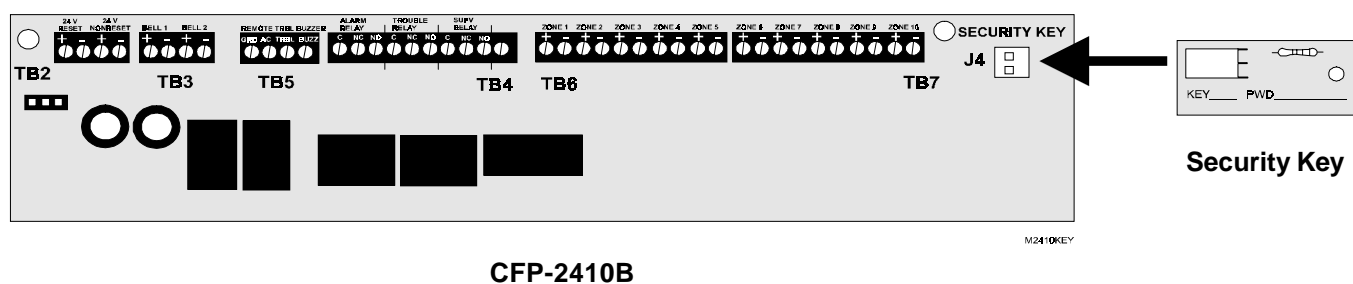 24 V RESET 24 V NONRESET BELL 1 BELL 2 REMOTE TRBL BUZZER ALARM RELAY TROUBLE RELAY SUPV RELAY ZONE 1 ZONE 2 ZONE 3 ZONE 4 ZONE 5 ZONE 6 ZONE 7 ZONE 8 ZONE 9 ZONE 10 SECURITY KEY
+ - + - + - + - GRD AC TRBL BUZZ C NC NO C NC NO C NC NO + - + - + - + - + - + - + - + - + - + -
TB2 TB3 TB5 TB4 TB6 TB7 J4
KEY____ PWD__________
Security Key
M2410KEY
CFP-2410B